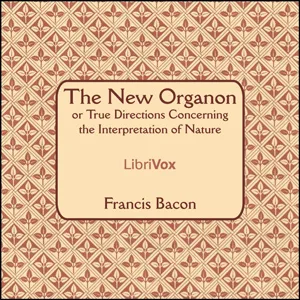 The New Organon
or True Directions Concerning
the Interpretation of Nature
LibriVox
Francis Bacon